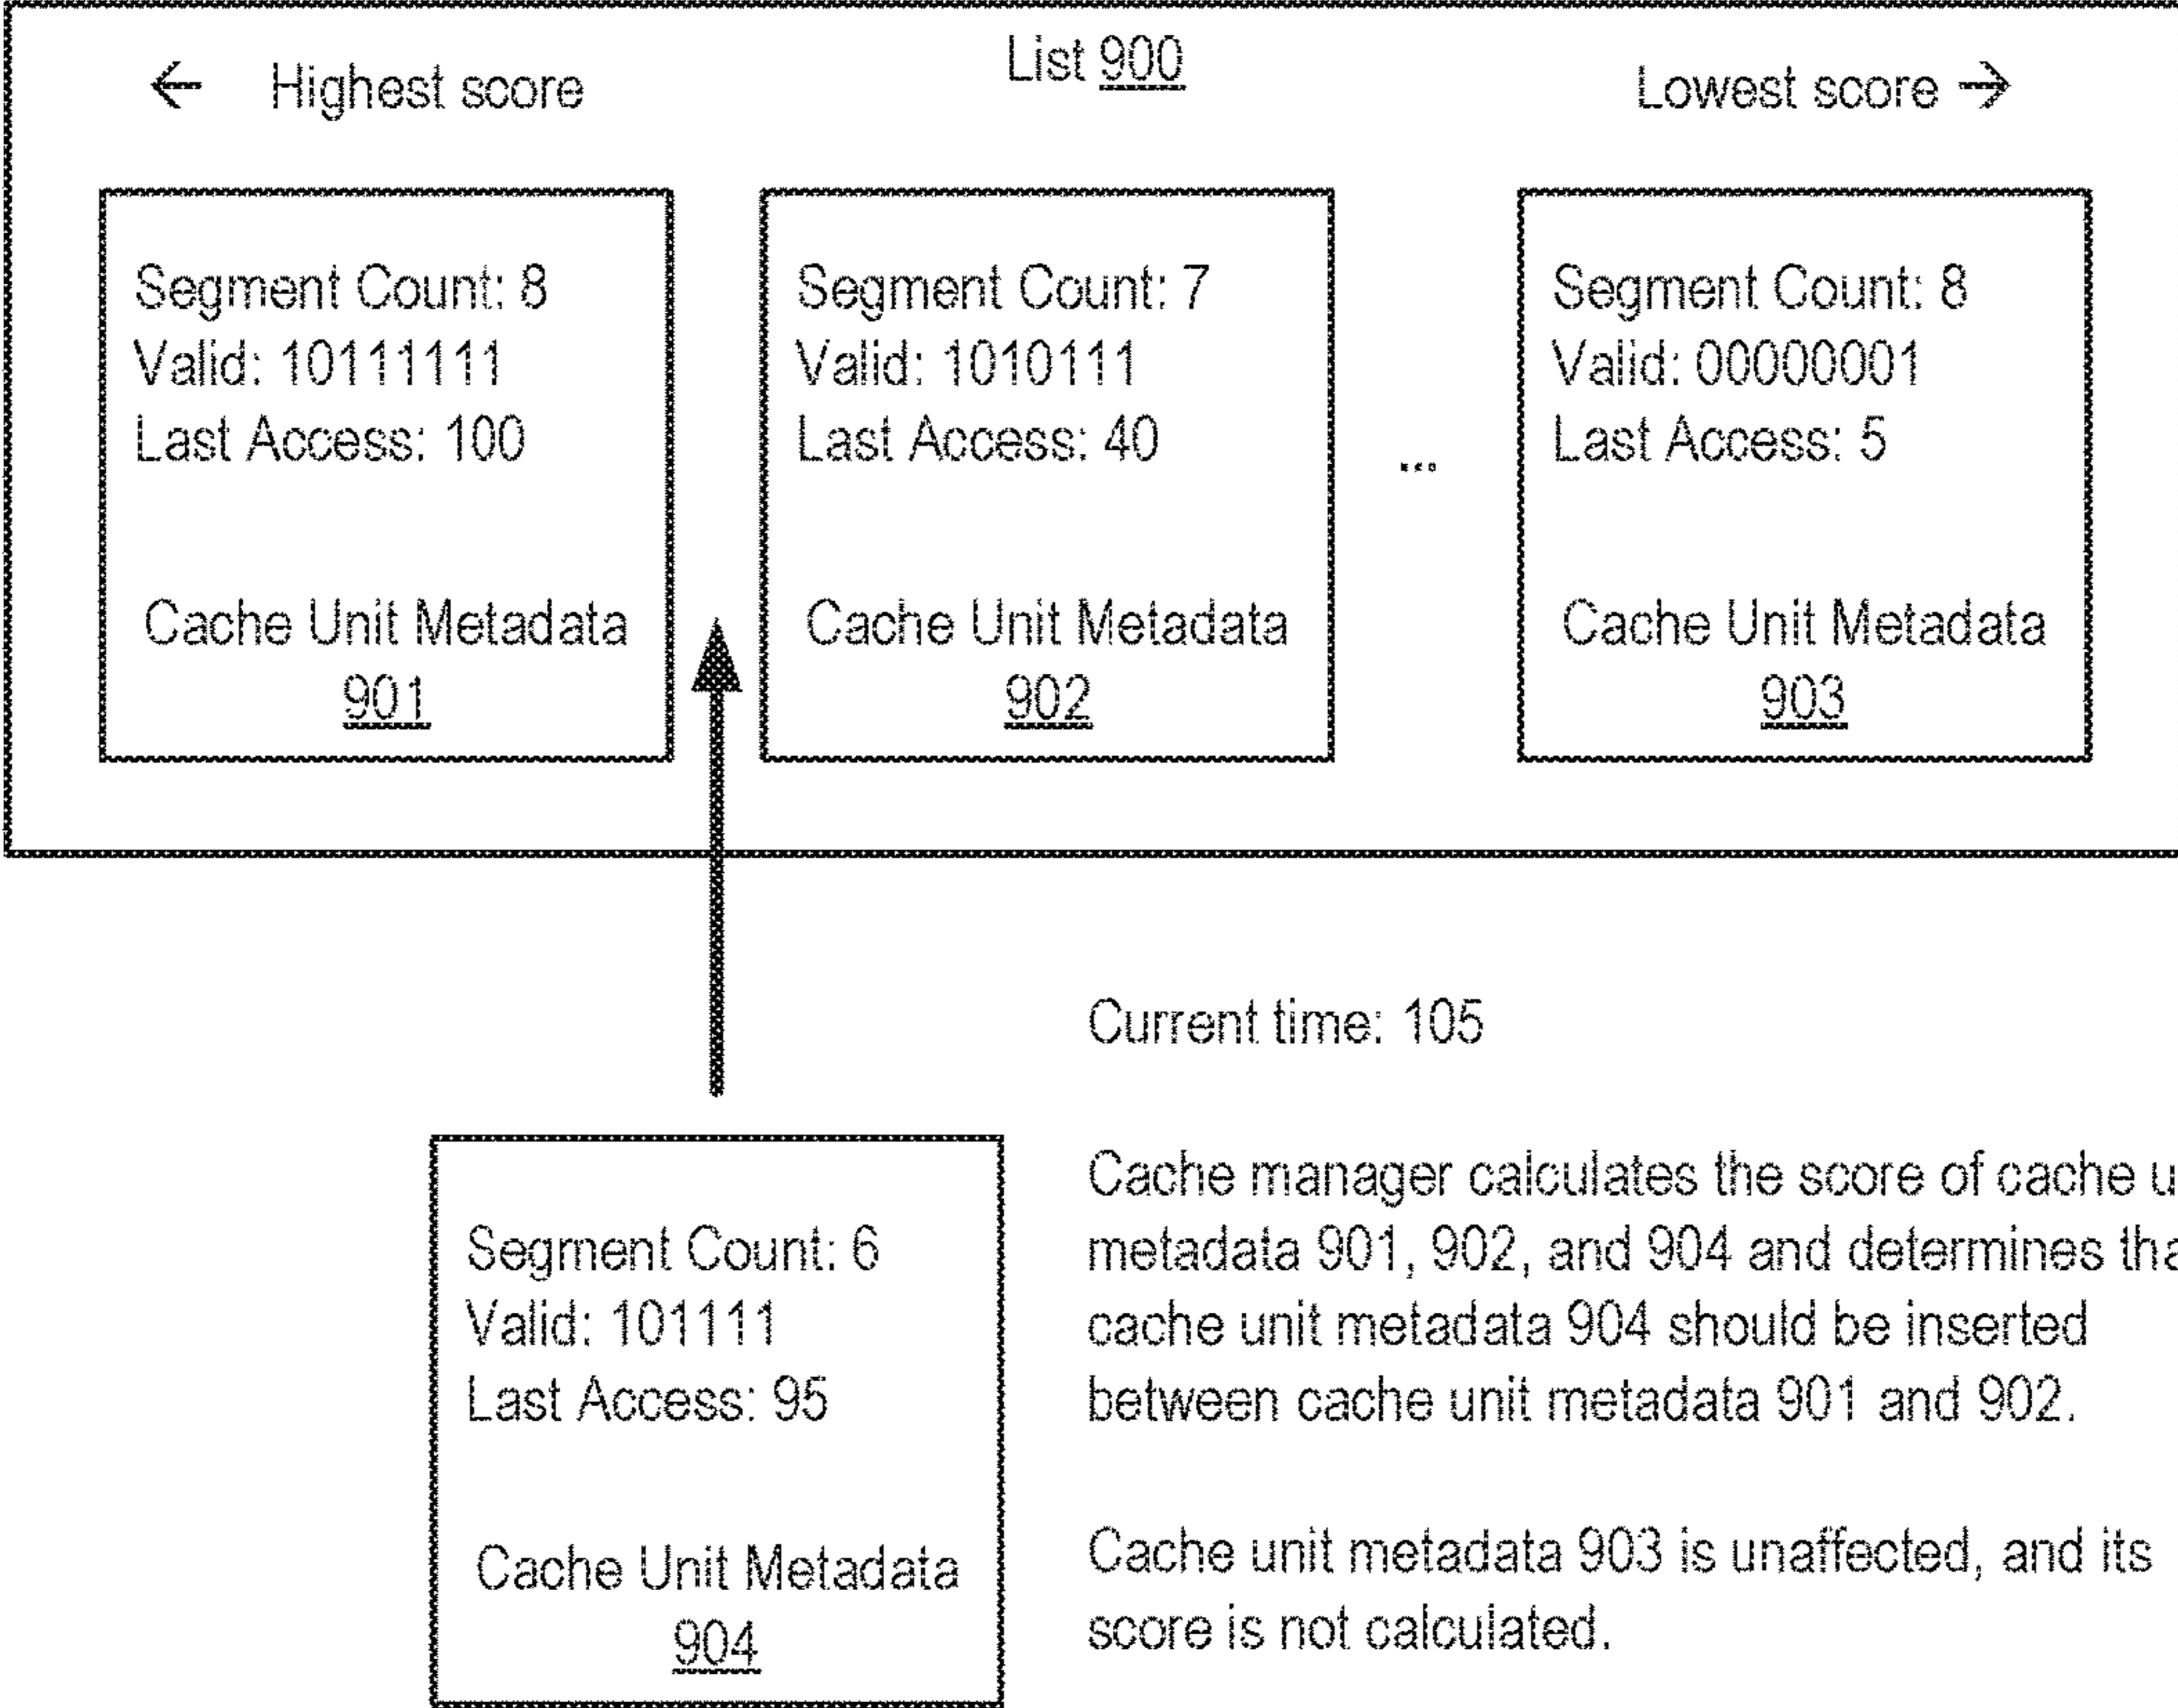 List 900
← Highest score
Lowest score →
Segment Count: 8
Valid: 10111111
Last Access: 100
Cache Unit Metadata
901
Segment Count: 7
Valid: 1010111
Last Access: 40
Cache Unit Metadata
902
...
Segment Count: 8
Valid: 00000001
Last Access: 5
Cache Unit Metadata
903
Segment Count: 6
Valid: 101111
Last Access: 95
Cache Unit Metadata
904
Current time: 105
Cache manager calculates the score of cache
metadata 901, 902, and 904 and determines
cache unit metadata 904 should be inserted
between cache unit metadata 901 and 902.
Cache unit metadata 903 is unaffected, and its
score is not calculated.